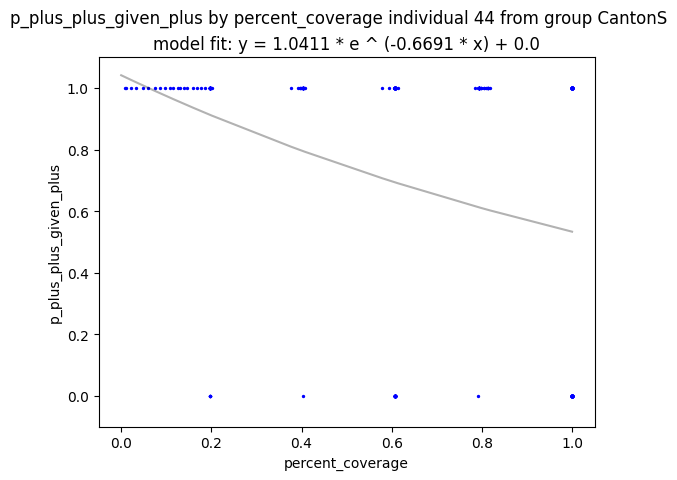 p_plus_plus_given_plus by percent_coverage individual 44 from group CantonS
model fit: y = 1.0411 * e ^ (-0.6691 * x) + 0.0
1.0
0.8
0.6
0.4
0.2
0.0
p_plus_plus_given_plus
0.0 0.2 0.4 0.6 0.8 1.0
percent_coverage